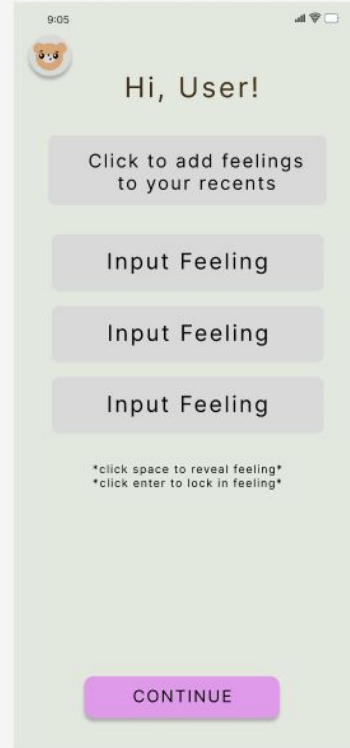 9:05
Hi, User!
Click to add feelings
to your recents
Input Feeling
Input Feeling
Input Feeling
*click space to reveal feeling*
*click enter to lock in feeling*
CONTINUE